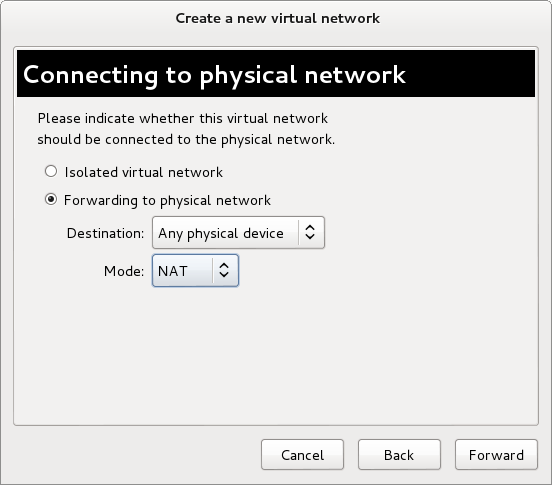 Create a new virtual network
Connecting to physical network
Please indicate whether this virtual network
should be connected to the physical network.
Isolated virtual network
Forwarding to physical network
Destination: Any physical device
Mode: NAT
Cancel Back Forward